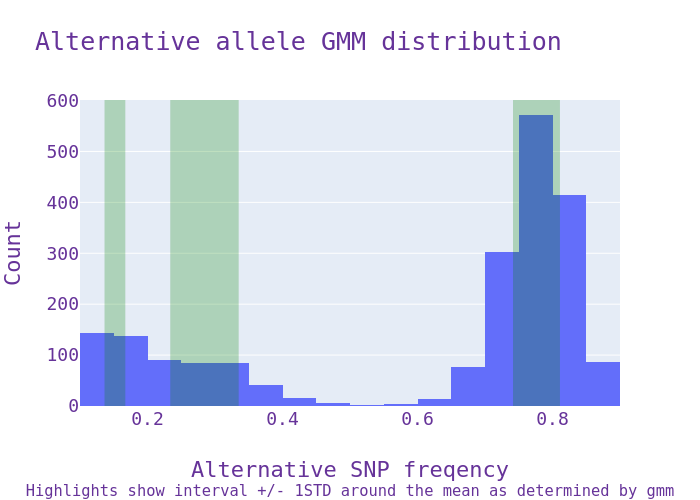 Alternative allele GMM distribution
600
500
400
300
200
100
0
Count
0.2 0.4 0.6 0.8
Alternative SNP freqency
Highlights show interval +/- 1STD around the mean as determined by gmm